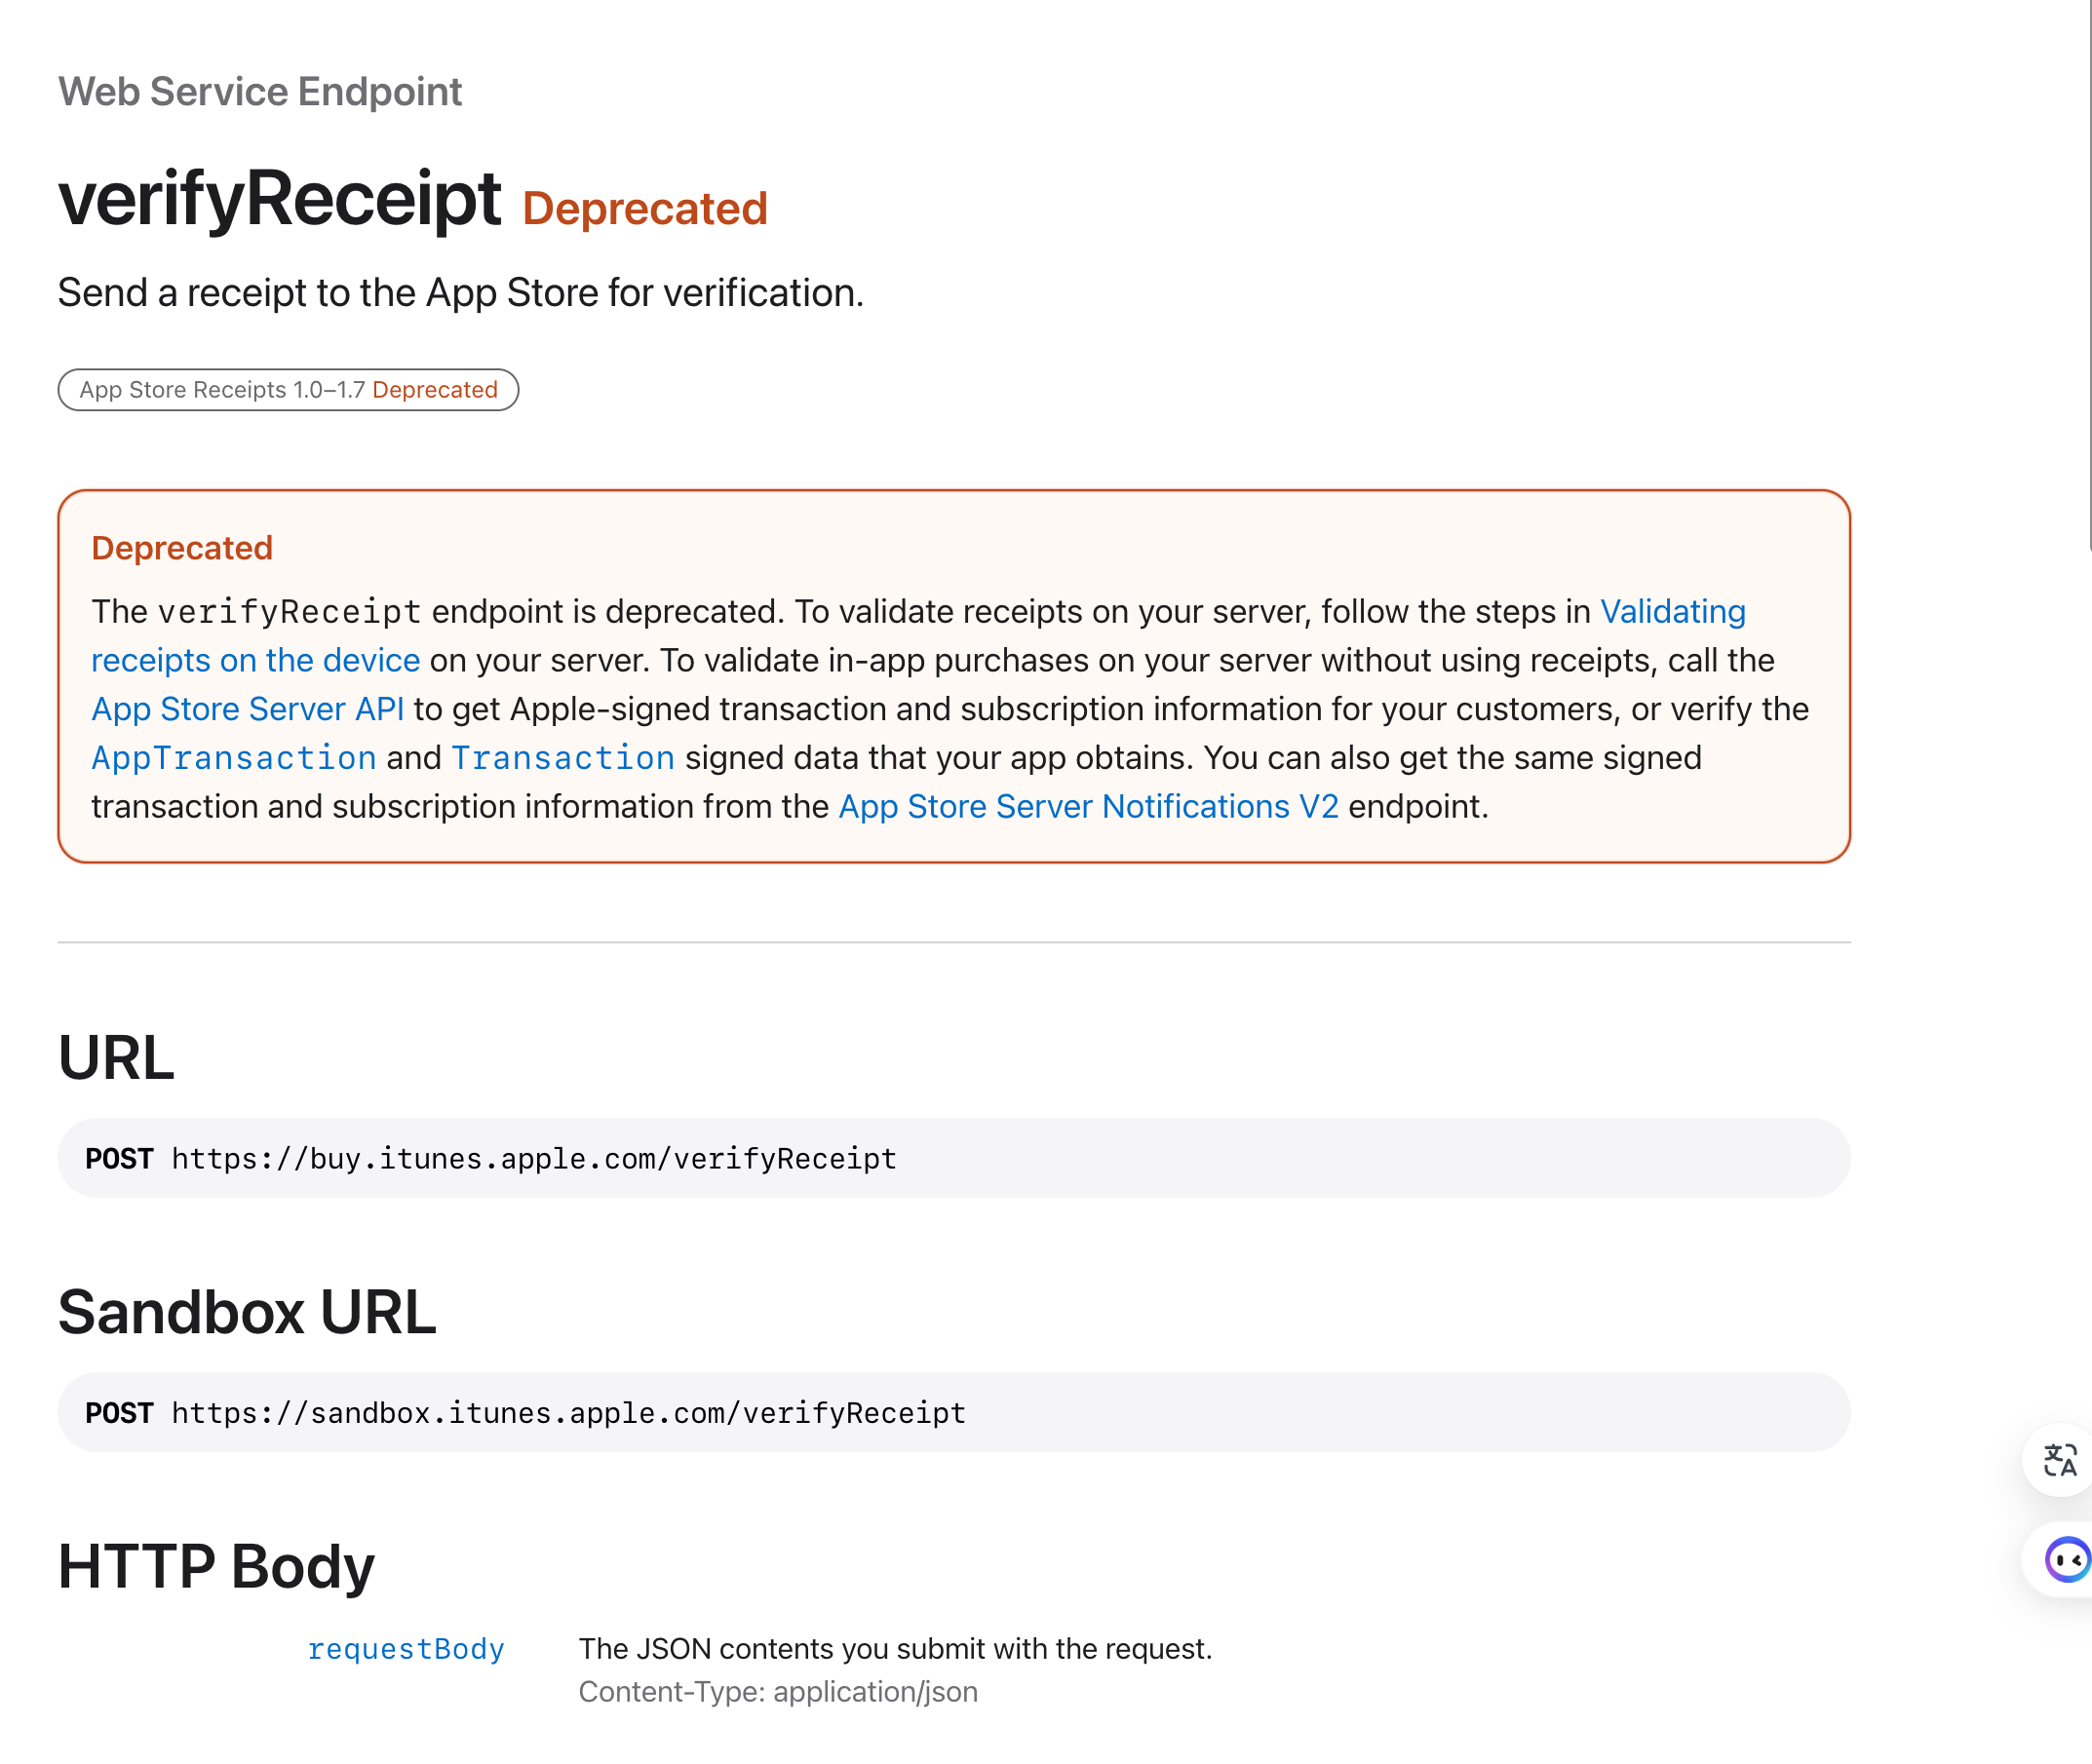 Web Service Endpoint
verifyReceipt Deprecated
Send a receipt to the App Store for verification.
App Store Receipts 1.0–1.7 Deprecated
Deprecated
The verifyReceipt endpoint is deprecated. To validate receipts on your server, follow the steps in Validating
receipts on the device on your server. To validate in-app purchases on your server without using receipts, call the
App Store Server API to get Apple-signed transaction and subscription information for your customers, or verify the
AppTransaction and Transaction signed data that your app obtains. You can also get the same signed
transaction and subscription information from the App Store Server Notifications V2 endpoint.
URL
POST https://buy.itunes.apple.com/verifyReceipt
Sandbox URL
POST https://sandbox.itunes.apple.com/verifyReceipt
HTTP Body
requestBody The JSON contents you submit with the request.
Content-Type: application/json